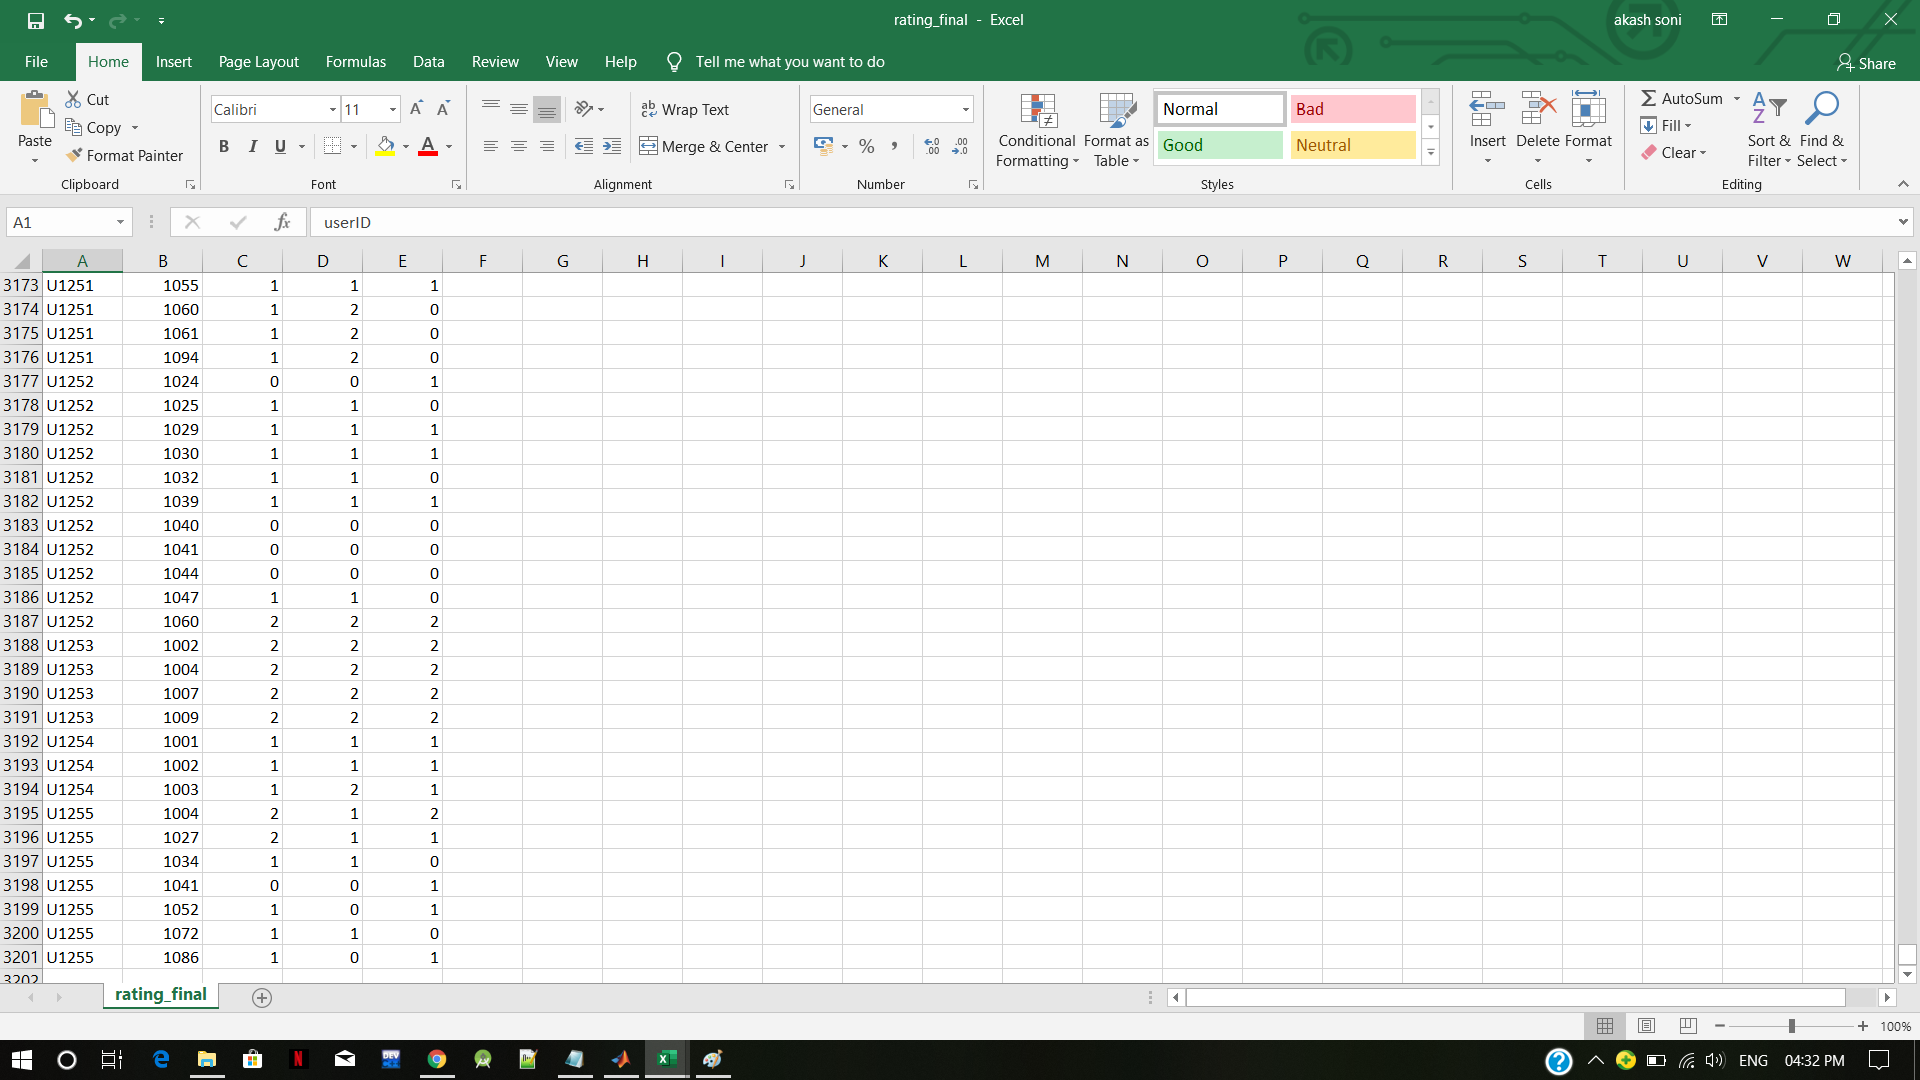 rating_final - Excel
akash soni
File Home Insert Page Layout Formulas Data Review View Help Tell me what you want to do
Share
Paste
Cut
Copy
Format Painter
Clipboard
Calibri 11
B I U A
Font
Wrap Text
Merge & Center
Alignment
General
% ,
Number
Conditional Formatting
Format as Table
Normal Bad
Good Neutral
Styles
Insert Delete Format
Cells
AutoSum
Fill
Clear
Sort & Filter
Find & Select
Editing
A1 fx userID
A B C D E F G H I J K L M N O P Q R S T U V W
3173 U1251 1055 1 1 1
3174 U1251 1060 1 2 0
3175 U1251 1061 1 2 0
3176 U1251 1094 1 2 0
3177 U1252 1024 0 0 1
3178 U1252 1025 1 1 0
3179 U1252 1029 1 1 1
3180 U1252 1030 1 1 1
3181 U1252 1032 1 1 0
3182 U1252 1039 1 1 1
3183 U1252 1040 0 0 0
3184 U1252 1041 0 0 0
3185 U1252 1044 0 0 0
3186 U1252 1047 1 1 0
3187 U1252 1060 2 2 2
3188 U1253 1002 2 2 2
3189 U1253 1004 2 2 2
3190 U1253 1007 2 2 2
3191 U1253 1009 2 2 2
3192 U1254 1001 1 1 1
3193 U1254 1002 1 1 1
3194 U1254 1003 1 2 1
3195 U1255 1004 2 1 2
3196 U1255 1027 2 1 1
3197 U1255 1034 1 1 0
3198 U1255 1041 0 0 1
3199 U1255 1052 1 0 1
3200 U1255 1072 1 1 0
3201 U1255 1086 1 0 1
3202
rating_final
100%
ENG 04:32 PM